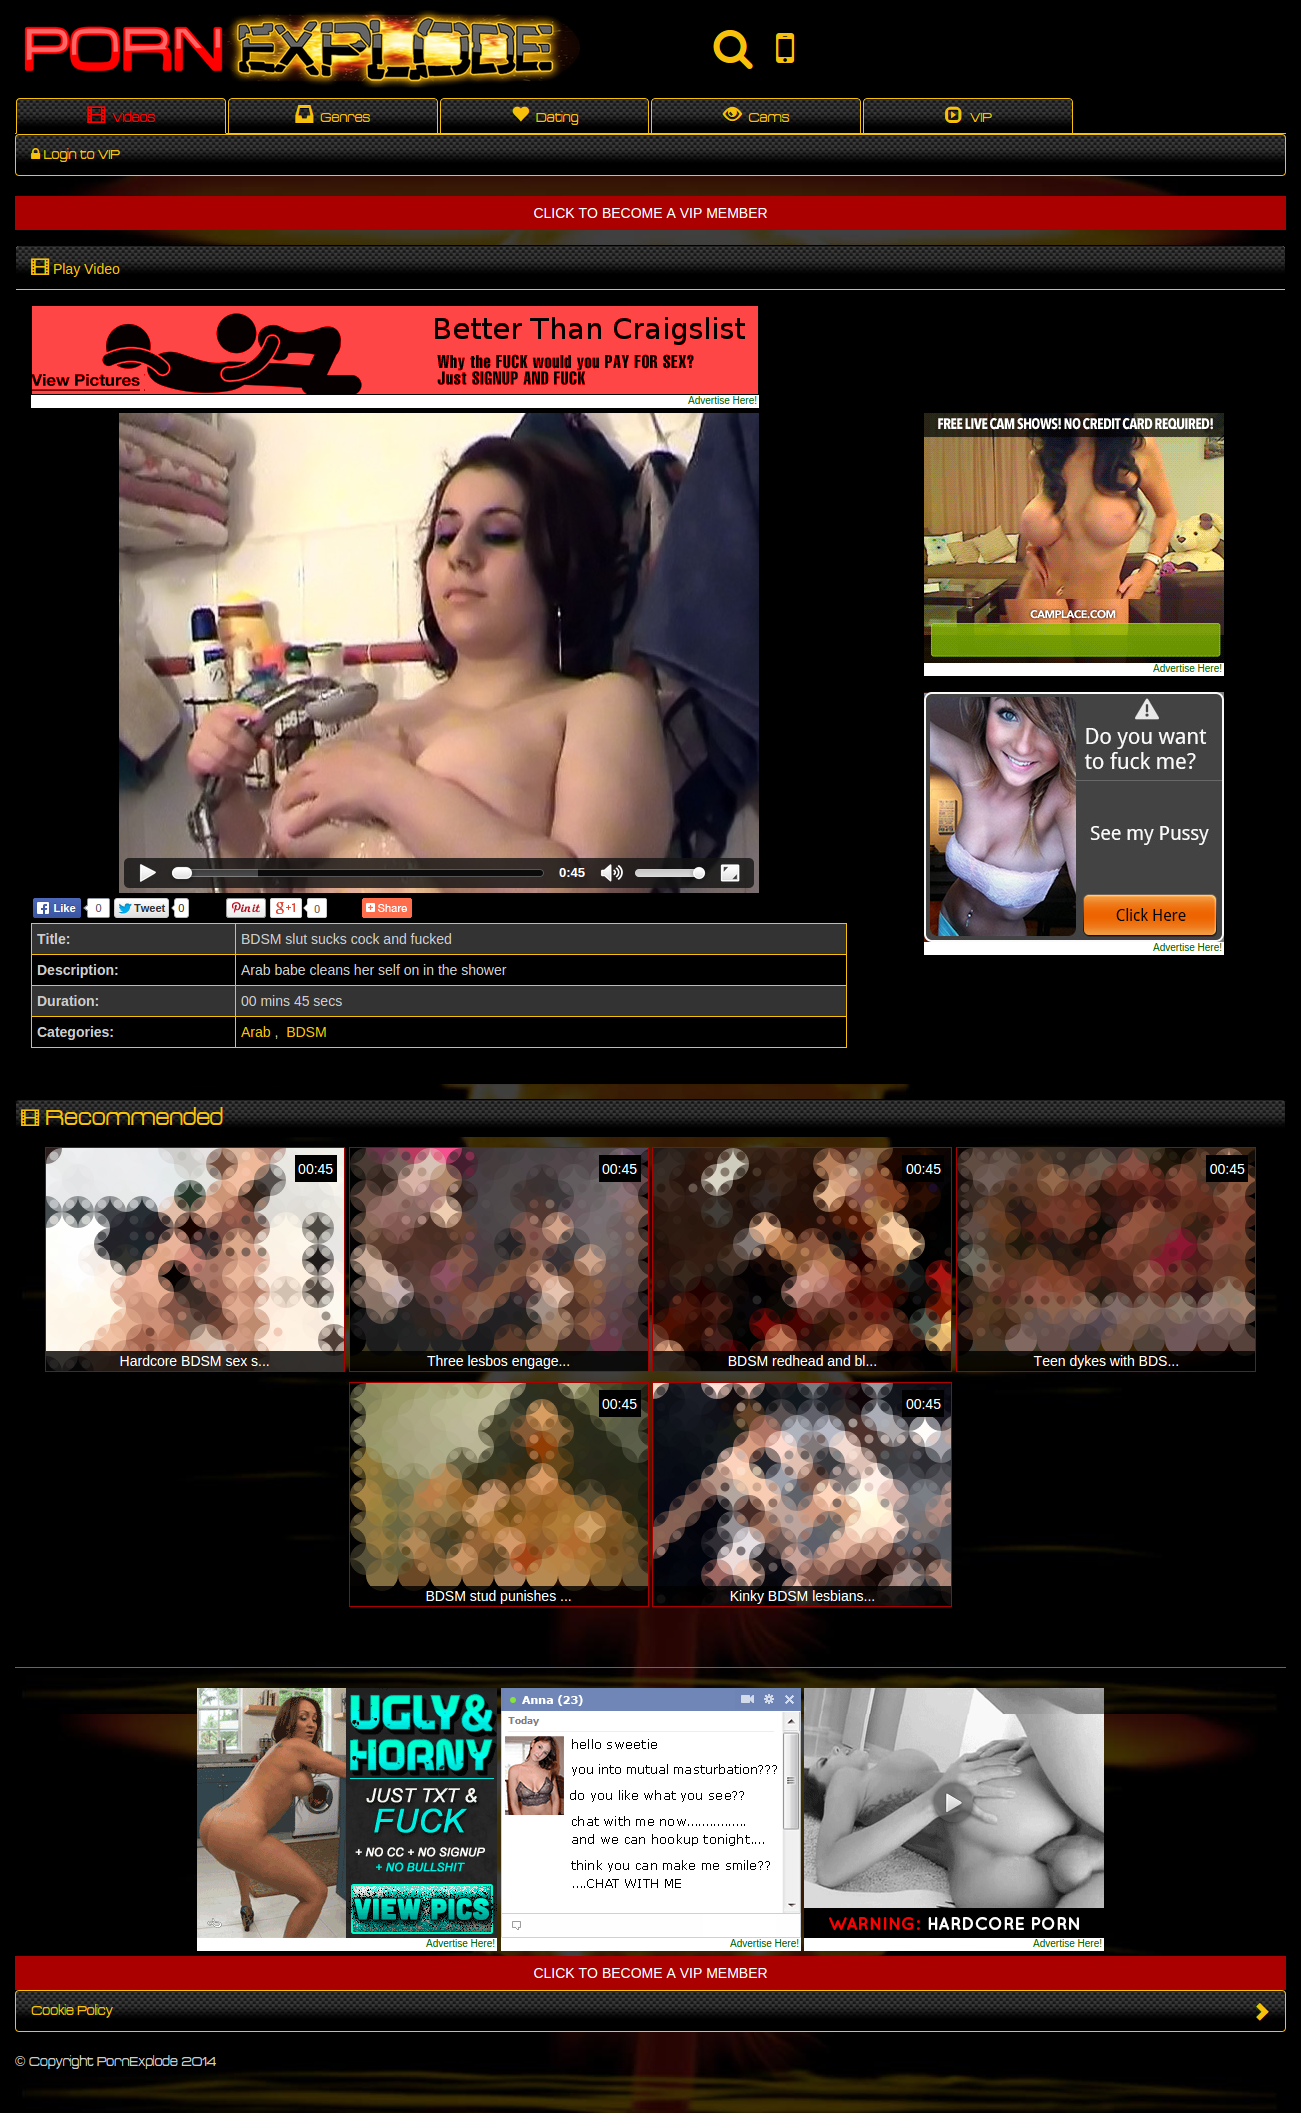 PORN EXPLODE
Videos
Genres
Dating
Cams
VIP
Login to VIP
CLICK TO BECOME A VIP MEMBER
Play Video
Better Than Craigslist
Why the FUCK would you PAY FOR SEX?
Just SIGNUP AND FUCK
View Pictures
Advertise Here!
FREE LIVE CAM SHOWS! NO CREDIT CARD REQUIRED!
CAMPLACE.COM
Advertise Here!
Do you want
to fuck me?
See my Pussy
Click Here
Advertise Here!
0:45
Like 0 Tweet 0 Pinit g+1 0 Share
Title: BDSM slut sucks cock and fucked
Description: Arab babe cleans her self on in the shower
Duration: 00 mins 45 secs
Categories: Arab , BDSM
Recommended
00:45
00:45
00:45
00:45
Hardcore BDSM sex s...
Three lesbos engage...
BDSM redhead and bl...
Teen dykes with BDS...
00:45
00:45
BDSM stud punishes ...
Kinky BDSM lesbians...
UGLY&
HORNY
JUST TXT &
FUCK
+ NO CC + NO SIGNUP
+ NO BULLSHIT
VIEW PICS
Advertise Here!
Anna (23)
Today
hello sweetie
you into mutual masturbation???
do you like what you see??
chat with me now...............
and we can hookup tonight....
think you can make me smile??
....CHAT WITH ME
Advertise Here!
WARNING: HARDCORE PORN
Advertise Here!
CLICK TO BECOME A VIP MEMBER
Cookie Policy
© Copyright PornExplode 2014